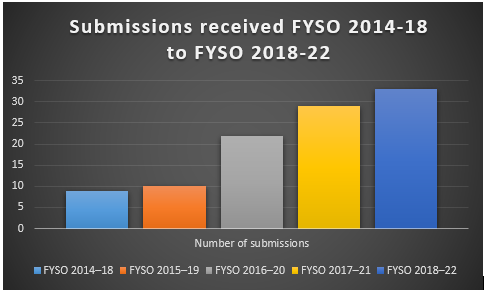 Submissions received FYSO 2014-18
to FYSO 2018-22
35
30
25
20
15
10
5
0
Number of submissions
FYSO 2014–18 FYSO 2015–19 FYSO 2016–20 FYSO 2017–21 FYSO 2018–22